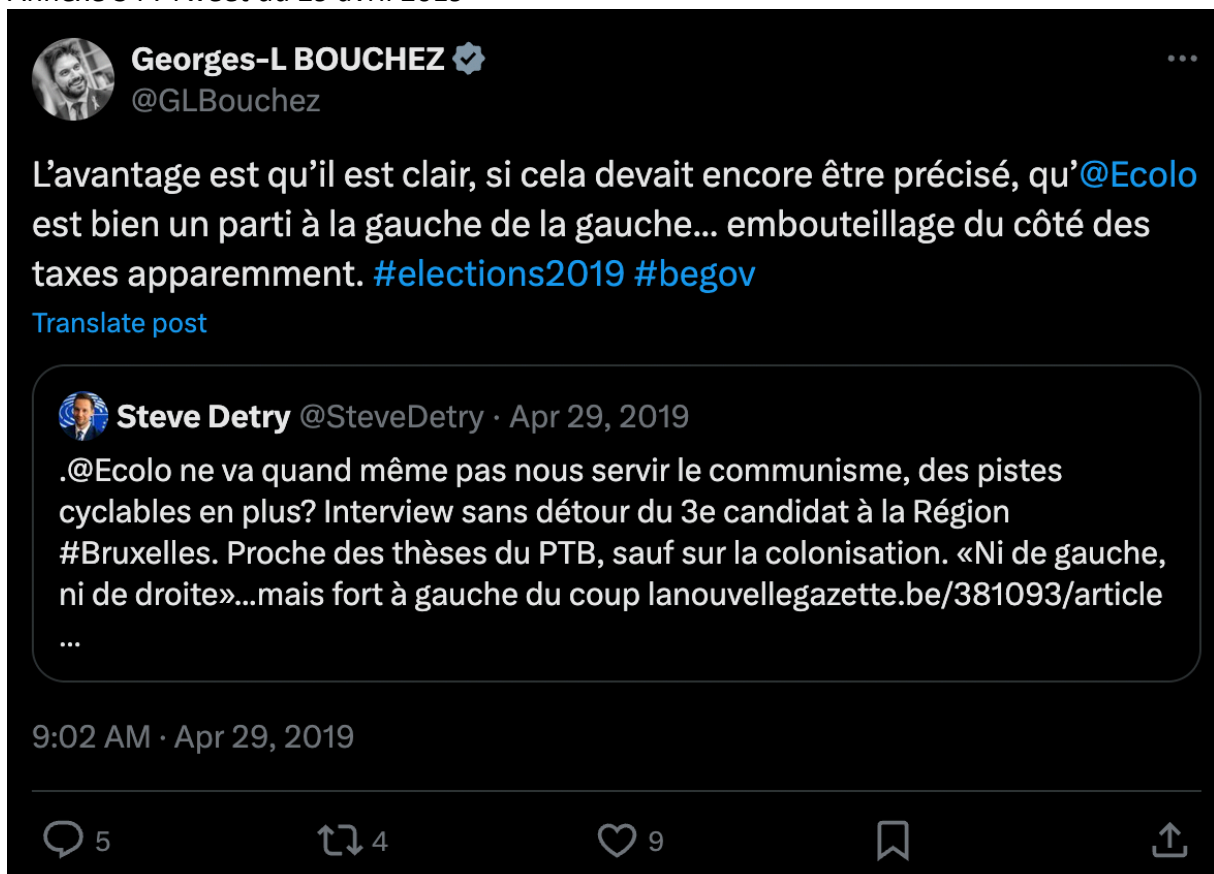 Georges-L BOUCHEZ
@GLBouchez
L’avantage est qu’il est clair, si cela devait encore être précisé, qu’@Ecolo
est bien un parti à la gauche de la gauche... embouteillage du côté des
taxes apparemment. #elections2019 #begov
Translate post
Steve Detry @SteveDetry · Apr 29, 2019
.@Ecolo ne va quand même pas nous servir le communisme, des pistes
cyclables en plus? Interview sans détour du 3e candidat à la Région
#Bruxelles. Proche des thèses du PTB, sauf sur la colonisation. «Ni de gauche,
ni de droite»...mais fort à gauche du coup lanouvellegazette.be/381093/article
...
9:02 AM · Apr 29, 2019
5
4
9